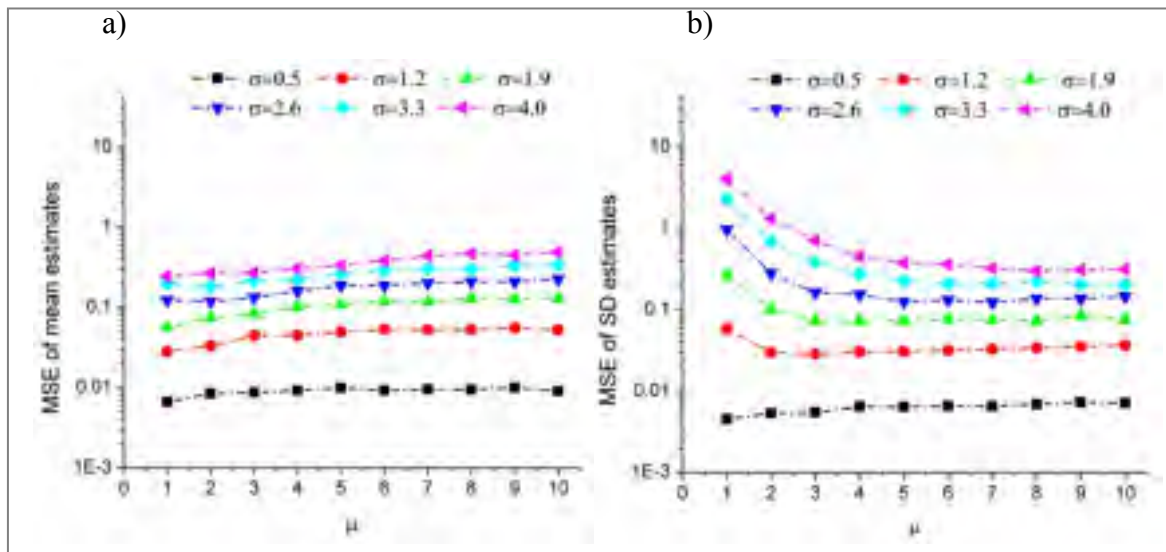 a)
σ=0.5 σ=1.2 σ=1.9
σ=2.6 σ=3.3 σ=4.0
MSE of mean estimates
10
1
0.1
0.01
1E-3
0 1 2 3 4 5 6 7 8 9 10
μ
b)
σ=0.5 σ=1.2 σ=1.9
σ=2.6 σ=3.3 σ=4.0
MSE of SD estimates
10
1
0.1
0.01
1E-3
0 1 2 3 4 5 6 7 8 9 10
μ